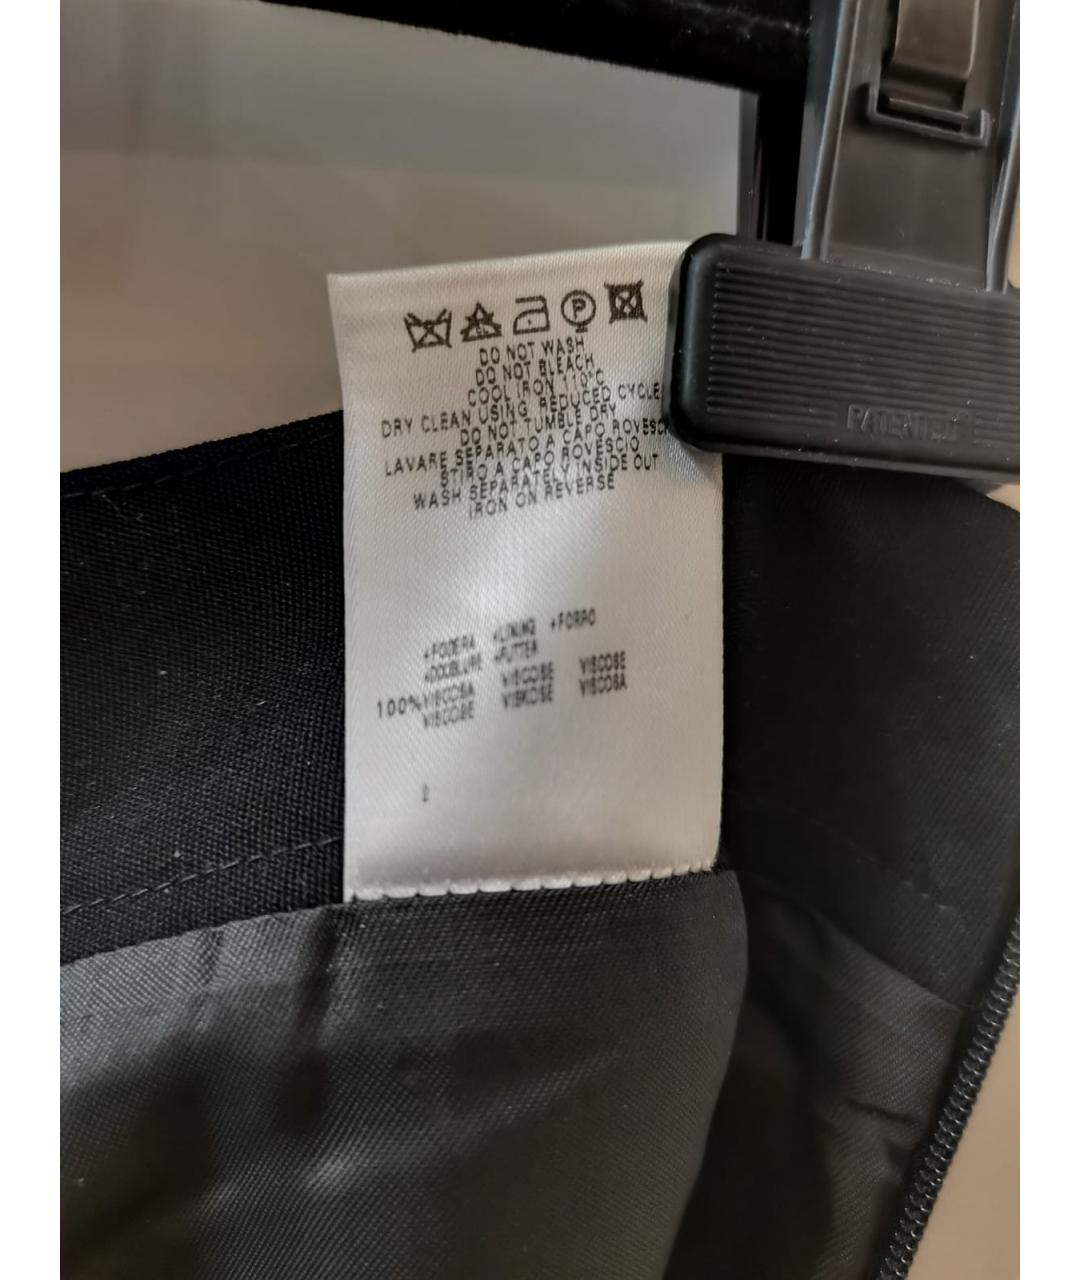 P
DO NOT WASH
DO NOT BLEACH
COOL IRON 110°C
DRY CLEAN USING REDUCED CYCLE
DO NOT TUMBLE DRY
LAVARE SEPARATO A CAPO ROVESC
STIRO A CAPO ROVESCIO
WASH SEPARATELY INSIDE OUT
IRON ON REVERSE
+FODERA +LINING +FORRO
+DOUBLURE +FUTTER
VISCOSE VISCOSE
100%VISCOSA VISKOSE VISCOSA
VISCOSE
PATENTED